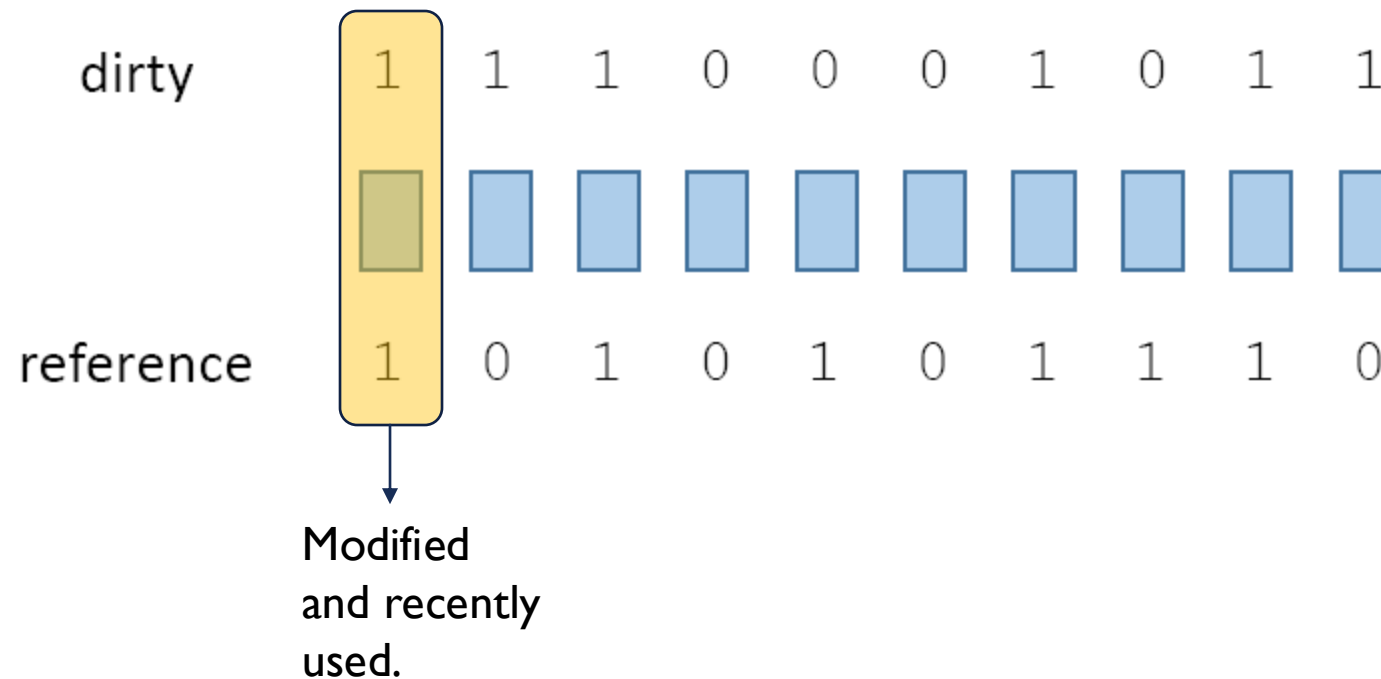 dirty 1 1 1 0 0 0 1 0 1 1
reference 1 0 1 0 1 0 1 1 1 0
Modified
and recently
used.